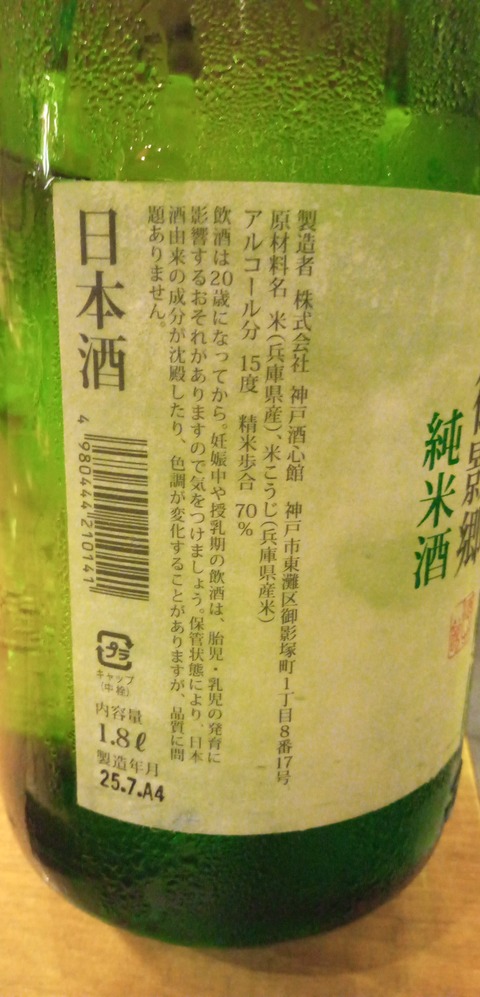 御影郷
純米酒
製造者 株式会社 神戸酒心館 神戸市東灘区御影塚町1丁目8番17号
原材料名 米(兵庫県産)、米こうじ(兵庫県産米)
アルコール分 15度 精米歩合 70%
飲酒は20歳になってから。妊娠中や授乳期の飲酒は、胎児・乳児の発育に
影響するおそれがありますので気をつけましょう。保管状態により、日本
酒由来の成分が沈殿したり、色調が変化することがありますが、品質に問
題ありません。
日本酒
4 980444 210141
プラ
キャップ
(中栓)
内容量
1.8ℓ
製造年月
25.7.A4